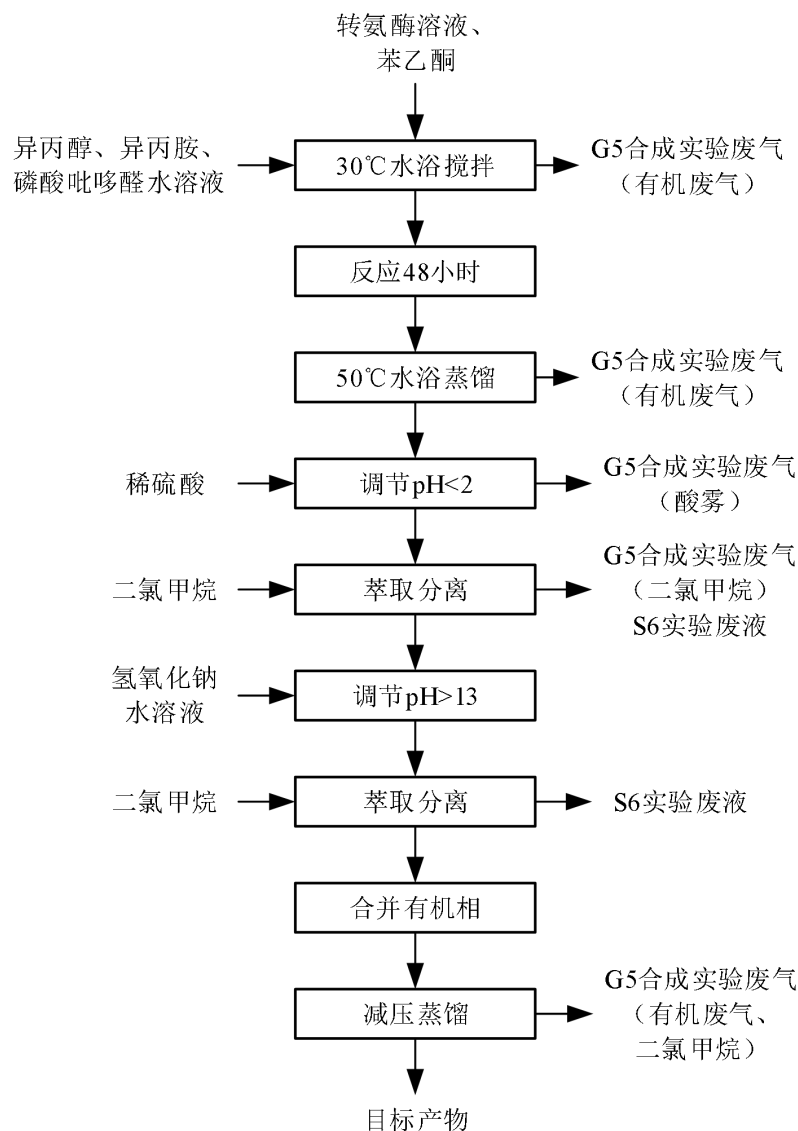 转氨酶溶液、
苯乙酮
异丙醇、异丙胺、
磷酸吡哆醛水溶液
30℃水浴搅拌
G5合成实验废气
（有机废气）
反应48小时
50℃水浴蒸馏
G5合成实验废气
（有机废气）
稀硫酸
调节pH<2
G5合成实验废气
（酸雾）
二氯甲烷
萃取分离
G5合成实验废气
（二氯甲烷）
S6实验废液
氢氧化钠
水溶液
调节pH>13
二氯甲烷
萃取分离
S6实验废液
合并有机相
减压蒸馏
G5合成实验废气
（有机废气、
二氯甲烷）
目标产物